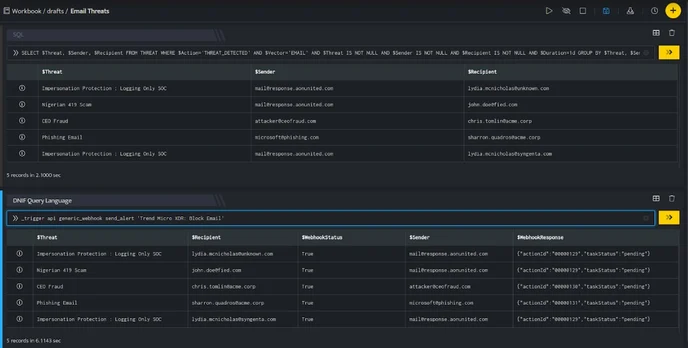 Workbook / drafts / Email Threats
SQL
SELECT $Threat, $Sender, $Recipient FROM THREAT WHERE $Action='THREAT_DETECTED' AND $Vector='EMAIL' AND $Threat IS NOT NULL AND $Sender IS NOT NULL AND $Recipient IS NOT NULL AND $Duration=1d GROUP BY $Threat, $Sen
$Threat $Sender $Recipient
Impersonation Protection : Logging Only SOC mail@response.aonunited.com lydia.mcnicholas@unknown.com
Nigerian 419 Scam mail@response.aonunited.com john.doe@fied.com
CEO Fraud attacker@ceofraud.com chris.tomlin@acme.corp
Phishing Email microsoft@phishing.com sharron.quadros@acme.corp
Impersonation Protection : Logging Only SOC mail@response.aonunited.com lydia.mcnicholas@syngenta.com
5 records in 2.1000 sec
DNIF Query Language
_trigger api generic_webhook send_alert 'Trend Micro XDR: Block Email'
$Threat $Recipient $WebhookStatus $Sender $WebhookResponse
Impersonation Protection : Logging Only SOC lydia.mcnicholas@unknown.com True mail@response.aonunited.com {"actionId":"00000129","taskStatus":"pending"}
Nigerian 419 Scam john.doe@fied.com True mail@response.aonunited.com {"actionId":"00000129","taskStatus":"pending"}
CEO Fraud chris.tomlin@acme.corp True attacker@ceofraud.com {"actionId":"00000130","taskStatus":"pending"}
Phishing Email sharron.quadros@acme.corp True microsoft@phishing.com {"actionId":"00000131","taskStatus":"pending"}
Impersonation Protection : Logging Only SOC lydia.mcnicholas@syngenta.com True mail@response.aonunited.com {"actionId":"00000129","taskStatus":"pending"}
5 records in 6.1143 sec